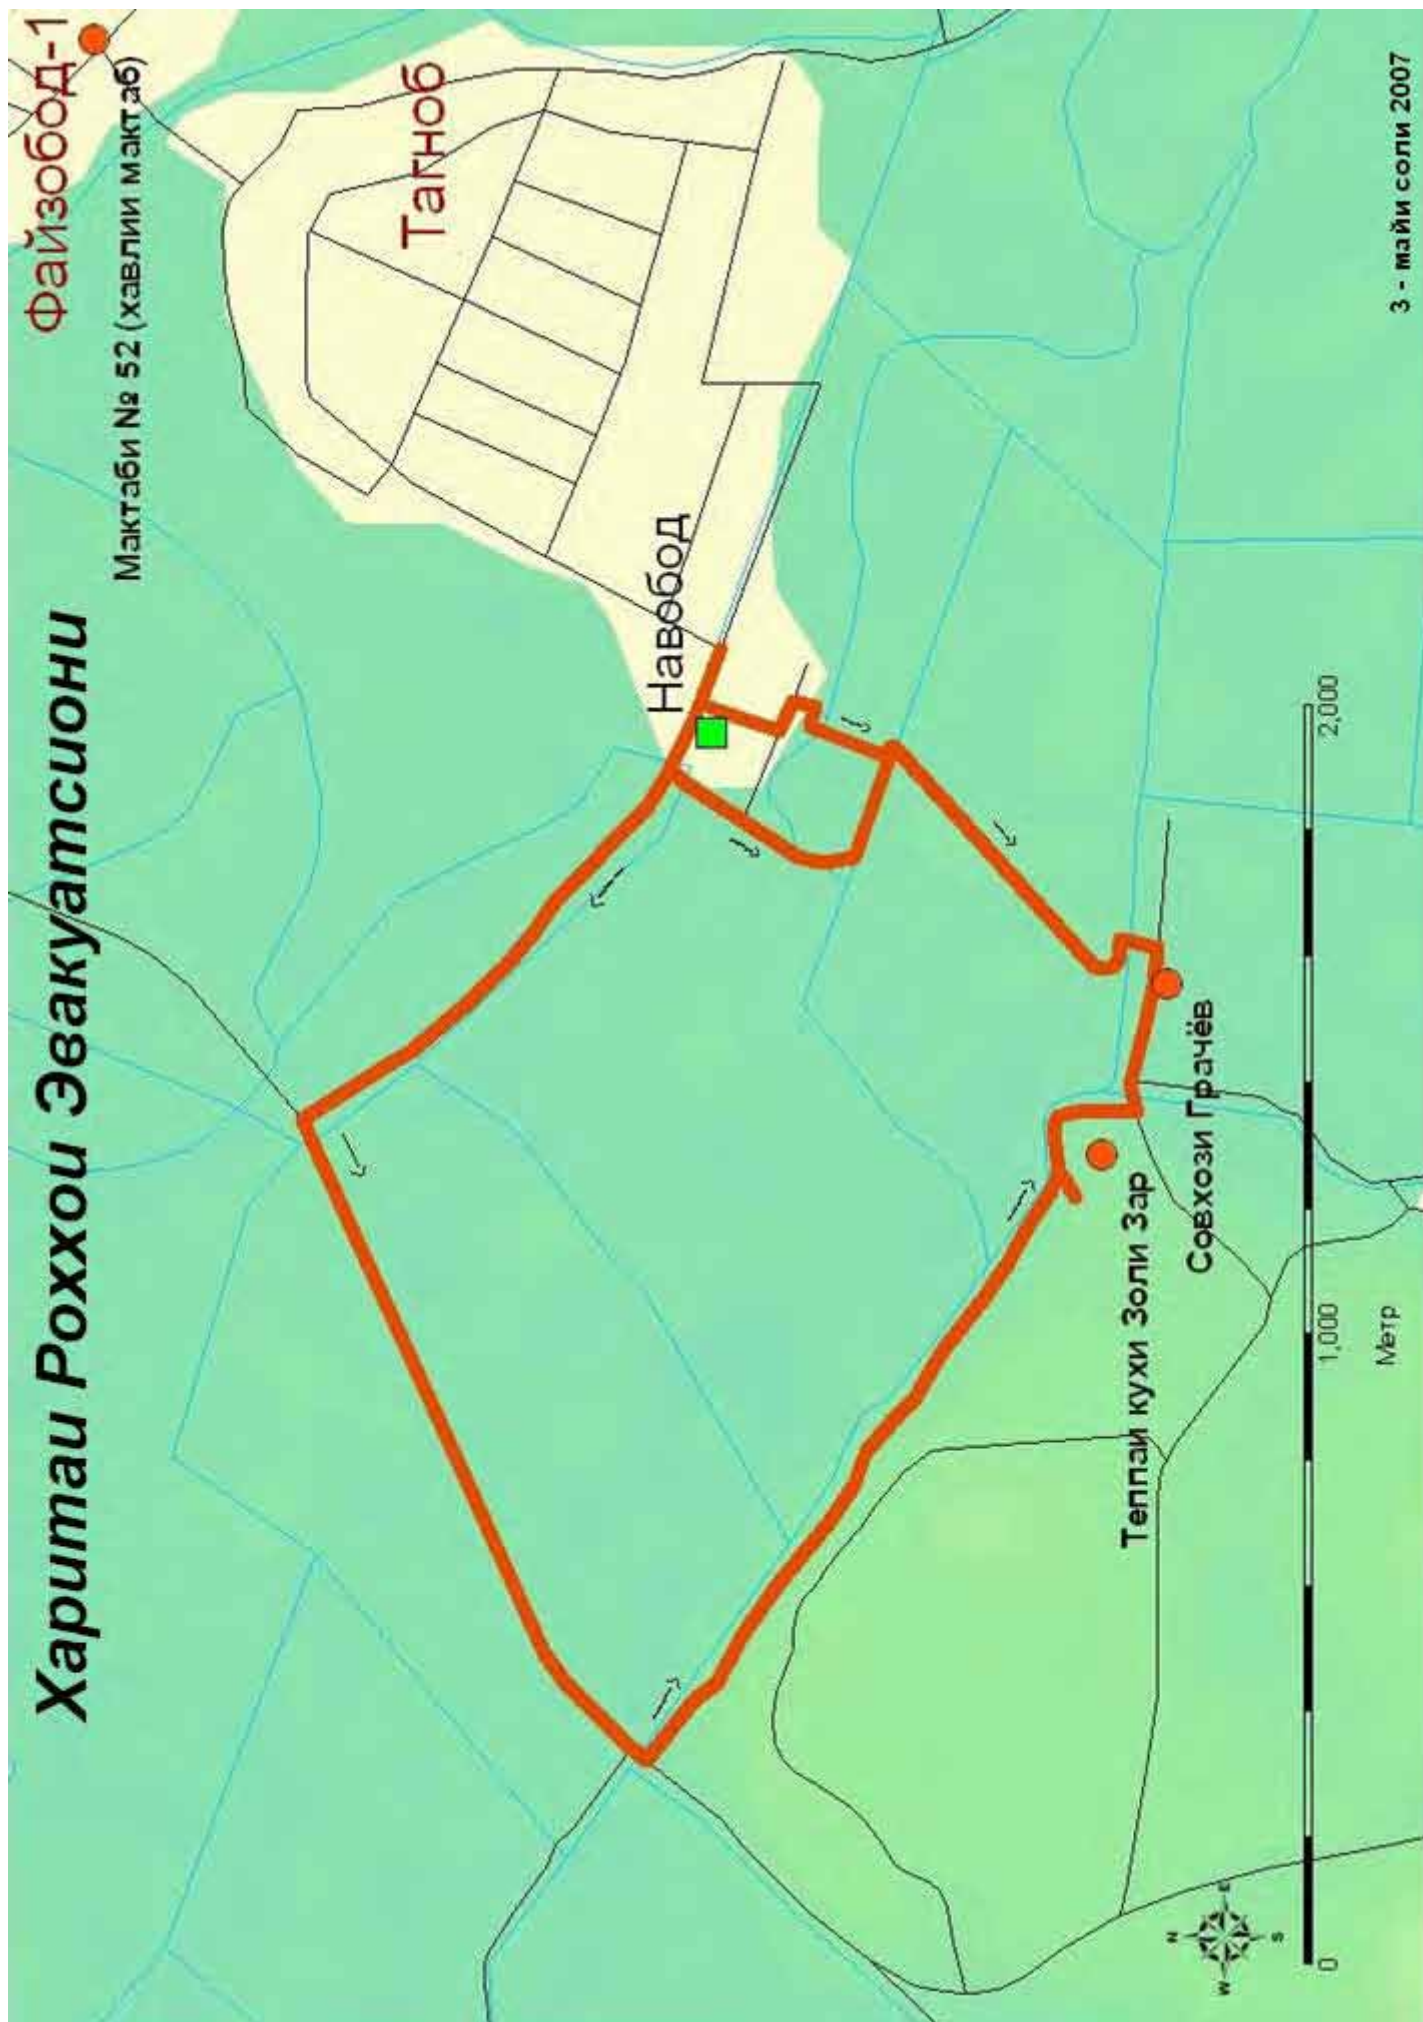 Харитаи Роххои Эвакуатсиони
Файзобод-1
Мактаби № 52 (хавлии мактаб)
Тагноб
Навобод
Теппаи кухи Золи Зар
Совхози Грачёв
N
W
E
S
0
1,000
2,000
Метр
3 - майи соли 2007